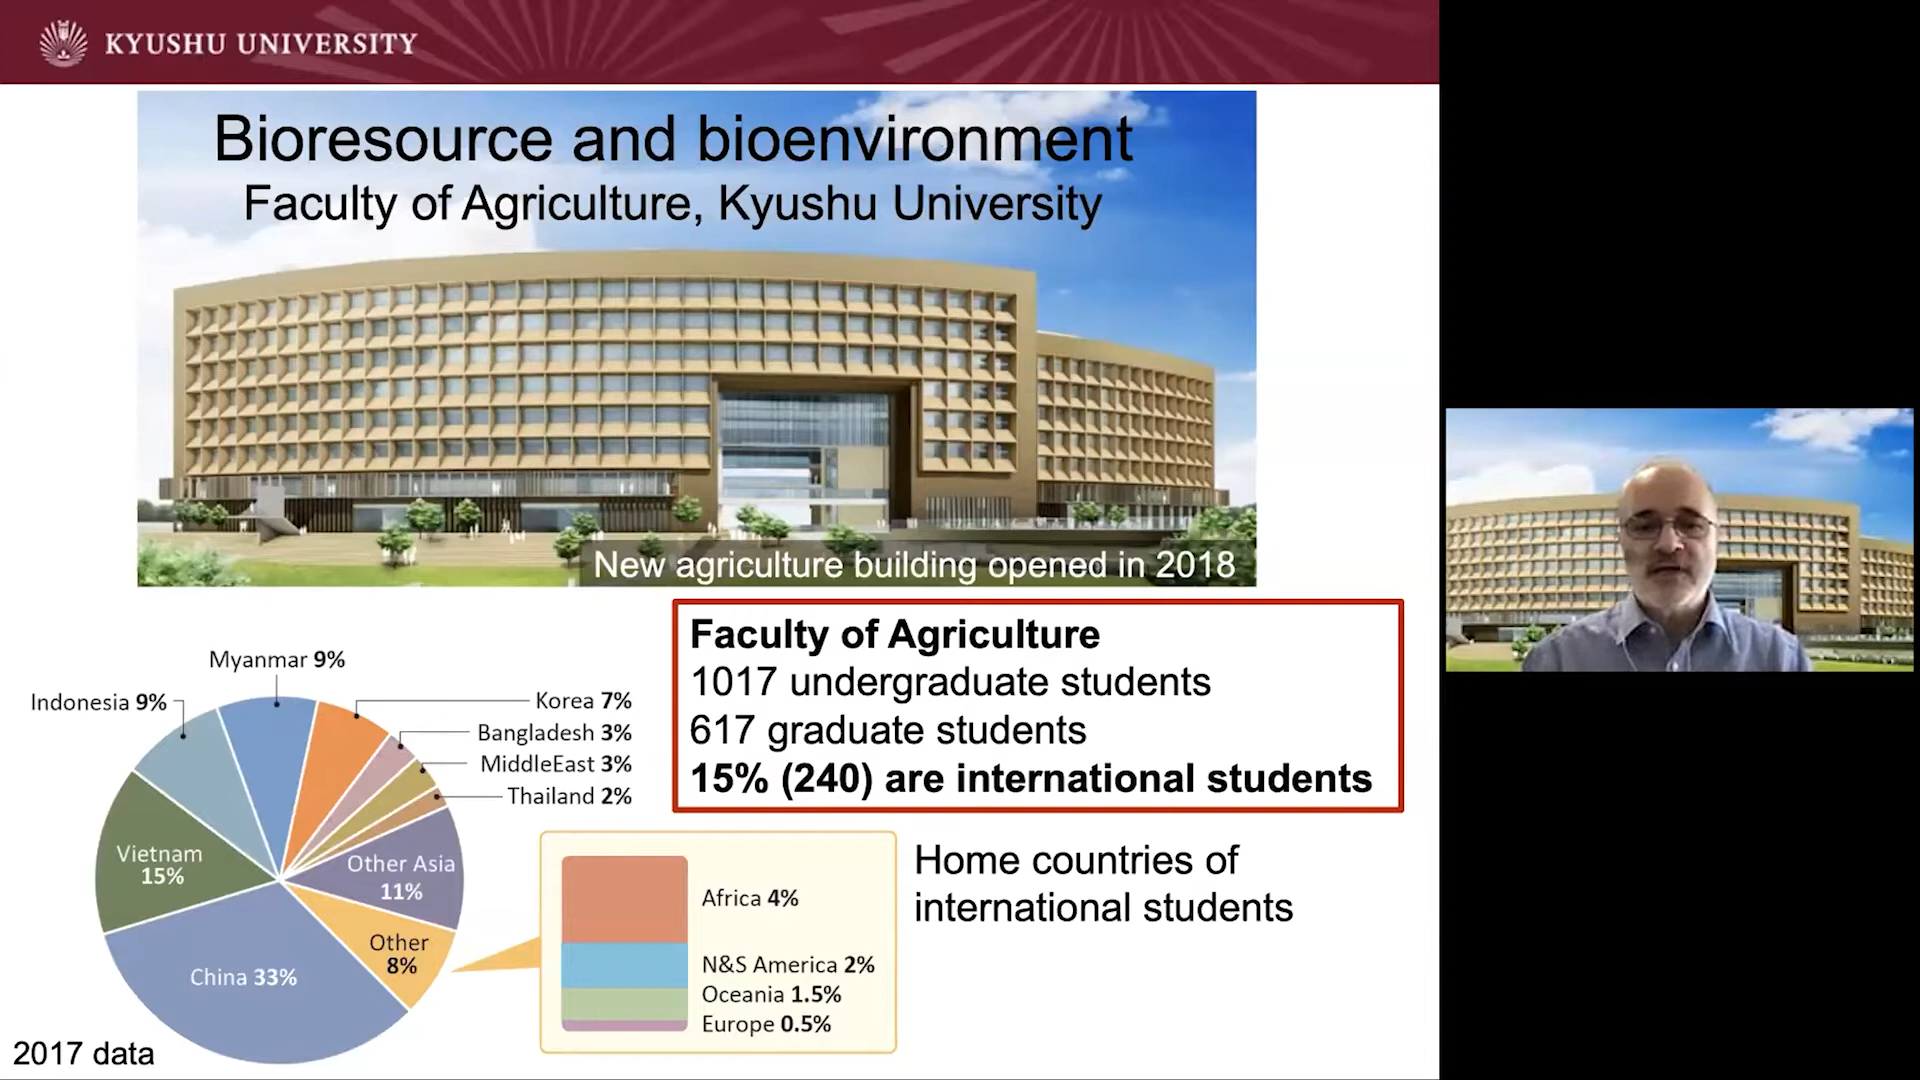 KYUSHU UNIVERSITY
Bioresource and bioenvironment
Faculty of Agriculture, Kyushu University
New agriculture building opened in 2018
Faculty of Agriculture
1017 undergraduate students
617 graduate students
15% (240) are international students
Myanmar 9%
Indonesia 9%
Korea 7%
Bangladesh 3%
MiddleEast 3%
Thailand 2%
Vietnam
15%
Other Asia
11%
Other
8%
China 33%
Africa 4%
N&S America 2%
Oceania 1.5%
Europe 0.5%
Home countries of
international students
2017 data